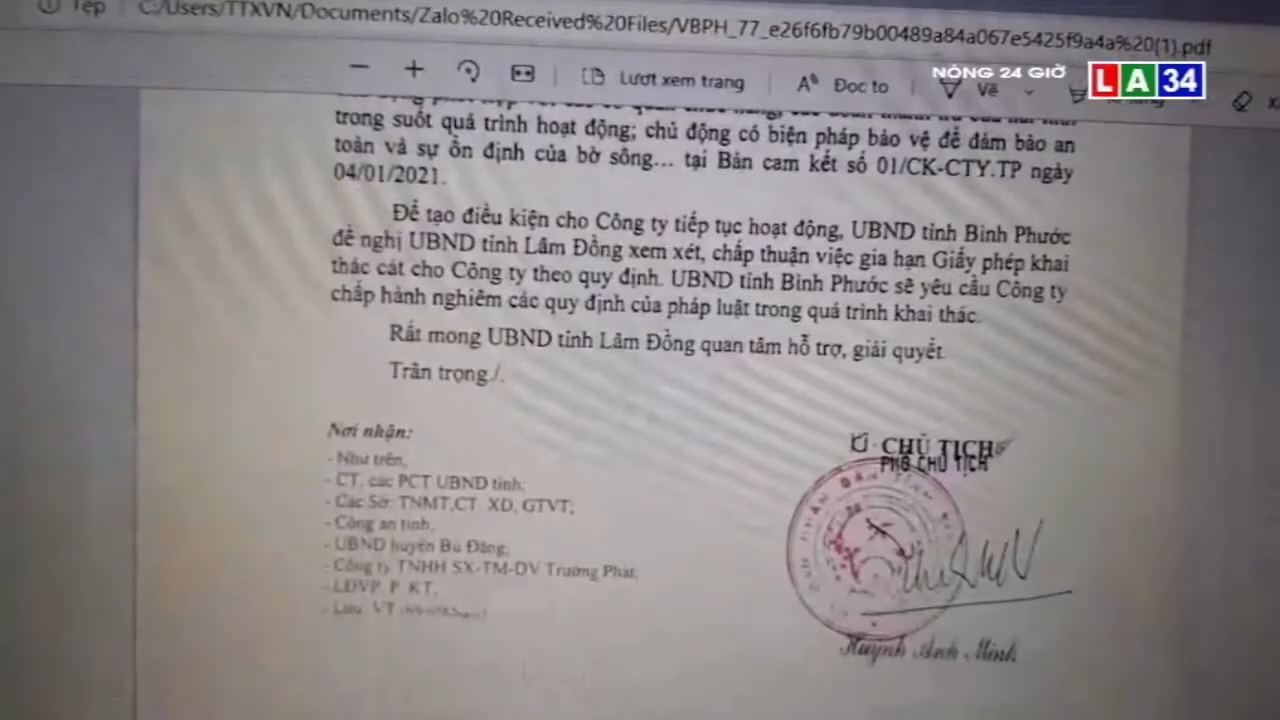 Tệp
C:/Users/TTXVN/Documents/Zalo%20Received%20Files/VBPH_77_e26f6fb79b00489a84a067e5425f9a4a%20(1).pdf
Lượt xem trang
Đọc to
Vẽ
NÓNG 24 GIỜ
LA34
trong suốt quá trình hoạt động; chủ động có biện pháp bảo vệ để đảm bảo an
toàn và sự ổn định của bờ sông... tại Bản cam kết số 01/CK-CTY.TP ngày
04/01/2021.
Để tạo điều kiện cho Công ty tiếp tục hoạt động, UBND tỉnh Bình Phước
đề nghị UBND tỉnh Lâm Đồng xem xét, chấp thuận việc gia hạn Giấy phép khai
thác cát cho Công ty theo quy định. UBND tỉnh Bình Phước sẽ yêu cầu Công ty
chấp hành nghiêm các quy định của pháp luật trong quá trình khai thác.
Rất mong UBND tỉnh Lâm Đồng quan tâm hỗ trợ, giải quyết.
Trân trọng./.
Nơi nhận:
- Như trên;
- CT, các PCT UBND tỉnh;
- Các Sở: TNMT,CT, XD, GTVT;
- Công an tỉnh;
- UBND huyện Bù Đăng;
- Công ty TNHH SX-TM-DV Trường Phát;
- LĐVP, P. KT;
- Lưu: VT
CHỦ TỊCH
PHÓ CHỦ TỊCH
Huỳnh Anh Minh